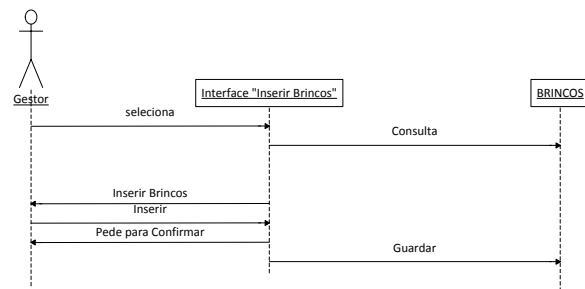 Gestor
Interface "Inserir Brincos"
BRINCOS
seleciona
Consulta
Inserir Brincos
Inserir
Pede para Confirmar
Guardar